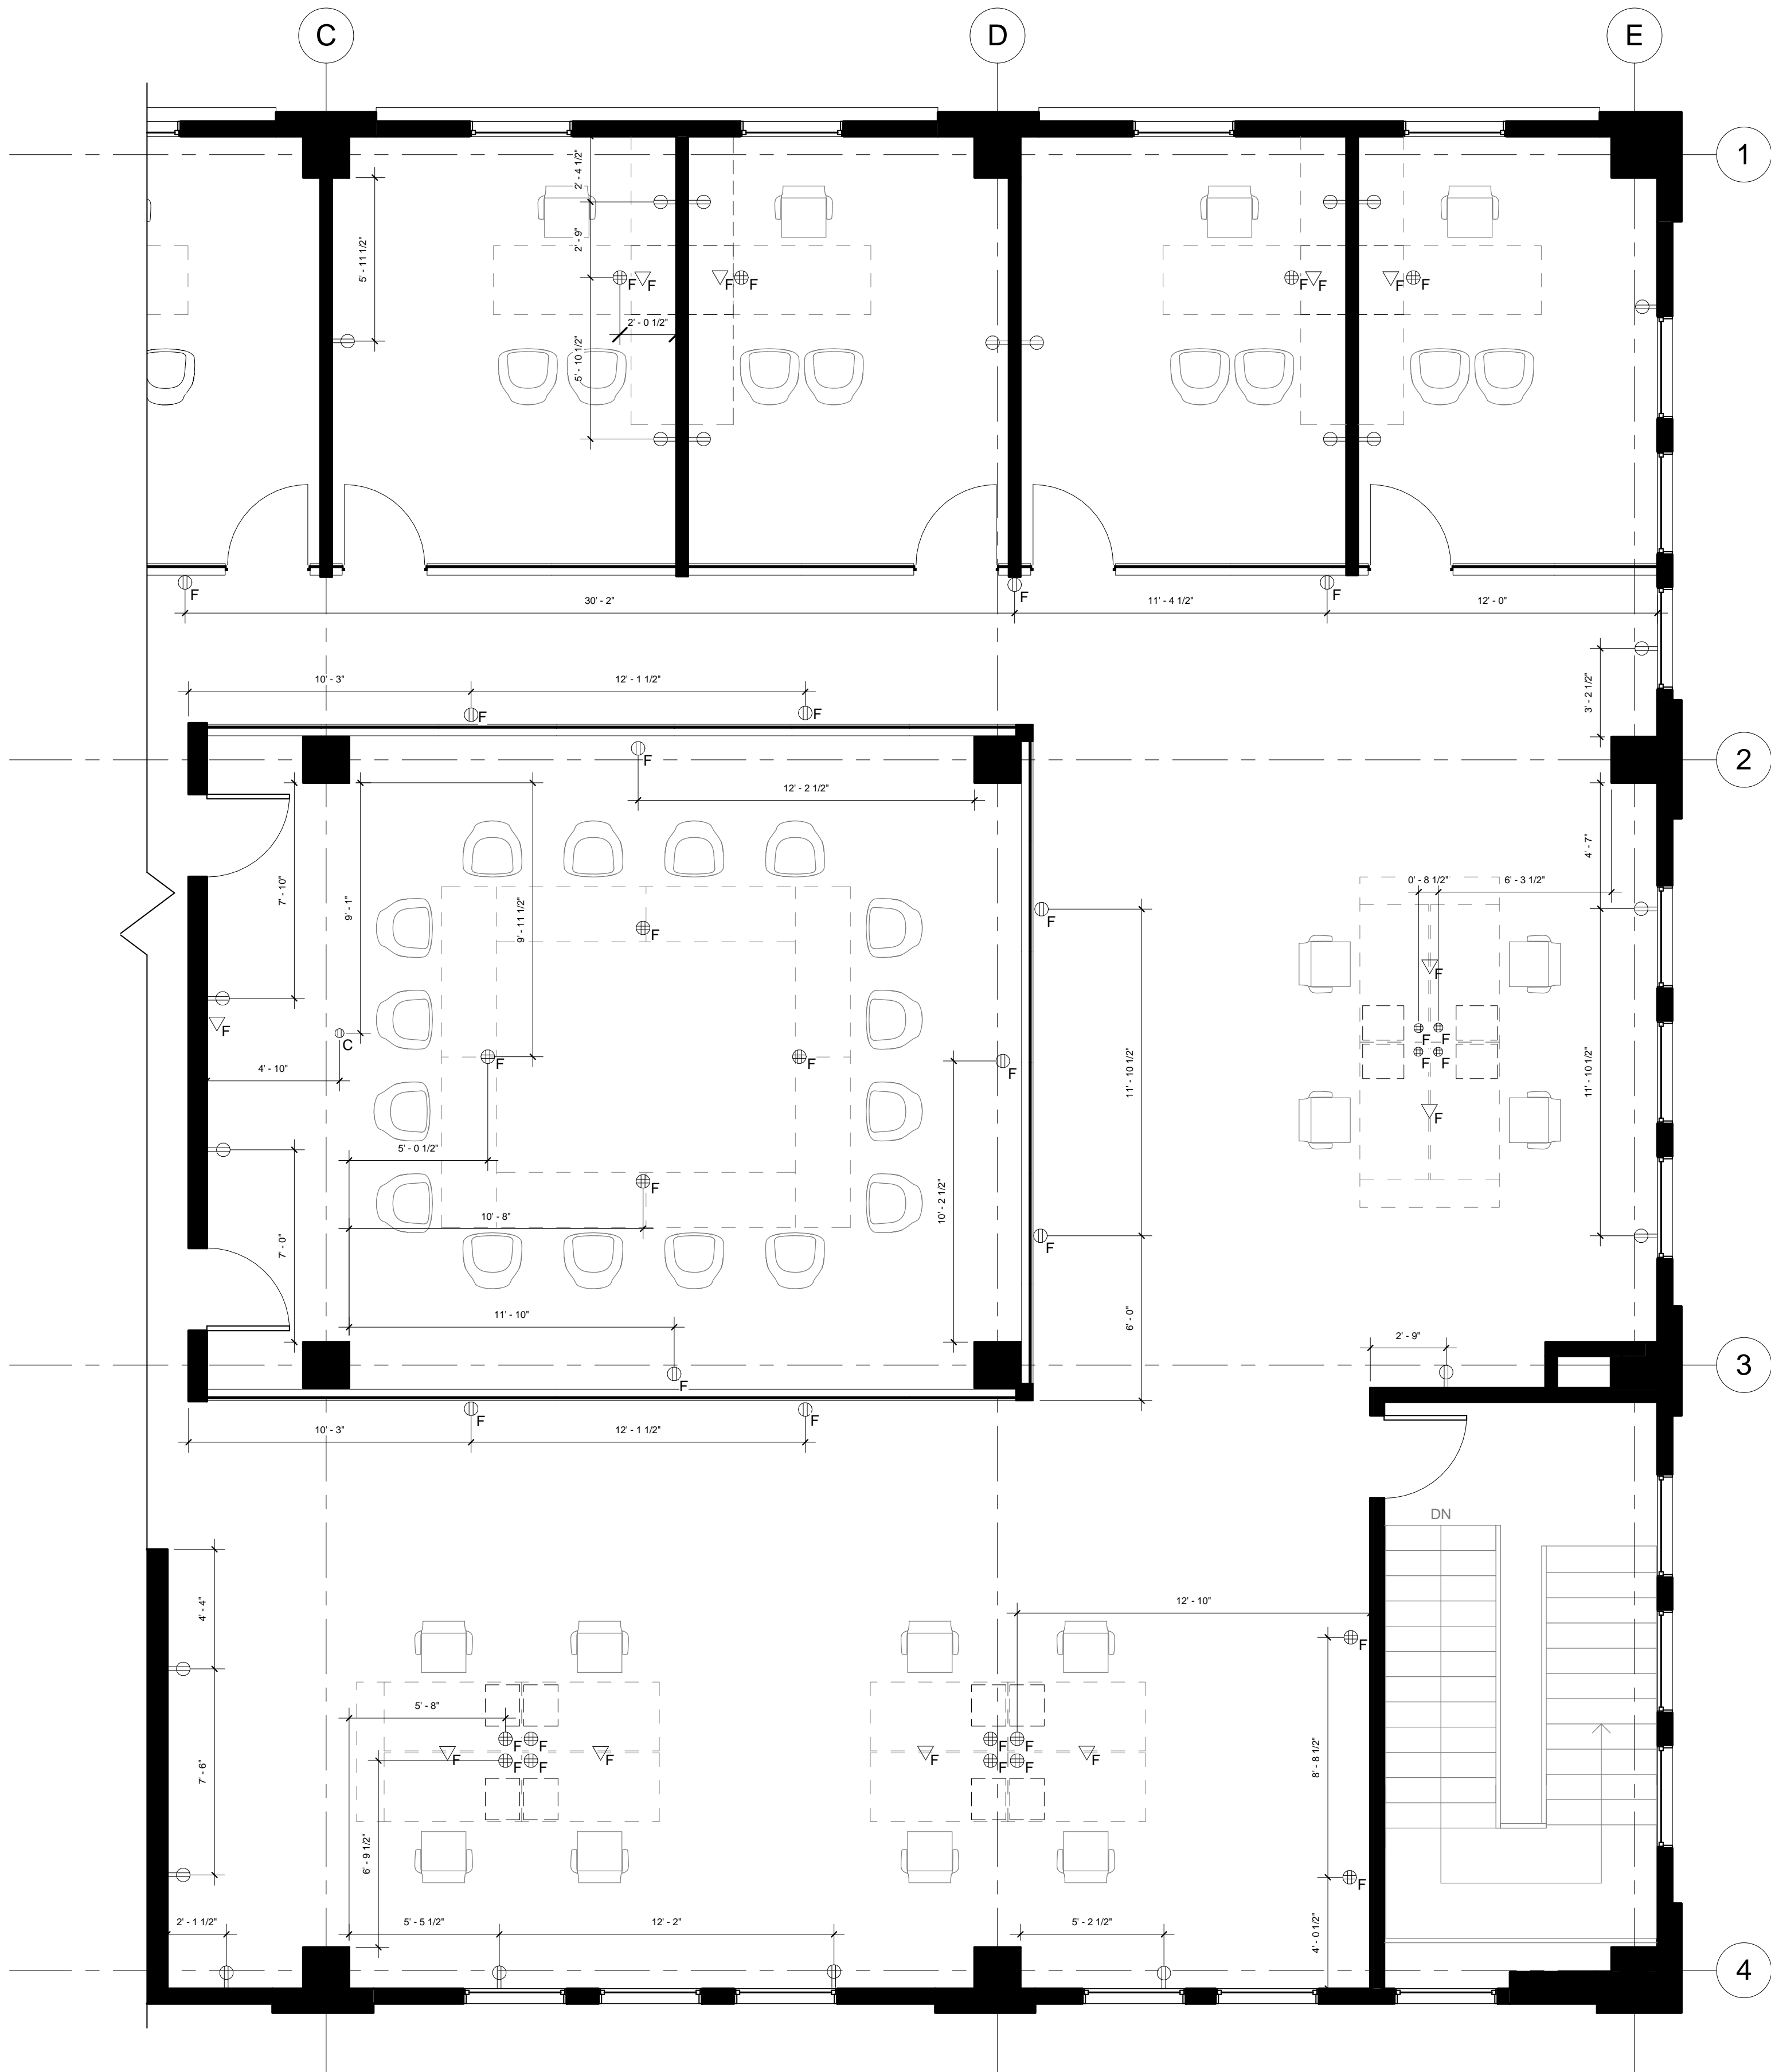 C
D
E
1
2' - 4 1/2"
5' - 11 1/2"
2' - 9"
F
F
F
F
F
F
F
F
2' - 0 1/2"
5' - 10 1/2"
F
F
F
30' - 2"
11' - 4 1/2"
12' - 0"
10' - 3"
12' - 1 1/2"
3' - 2 1/2"
F
F
F
2
12' - 2 1/2"
4' - 7"
7' - 10"
9' - 1"
9' - 11 1/2"
0' - 8 1/2"
6' - 3 1/2"
F
F
F
F
C
F
F
F
F
F
4' - 10"
F
F
F
11' - 10 1/2"
11' - 10 1/2"
F
5' - 0 1/2"
F
10' - 2 1/2"
10' - 8"
7' - 0"
F
11' - 10"
6' - 0"
2' - 9"
3
F
F
F
10' - 3"
12' - 1 1/2"
DN
4' - 4"
12' - 10"
F
5' - 8"
F
F
F
F
F
F
F
F
F
F
F
F
7' - 6"
8' - 8 1/2"
6' - 9 1/2"
F
2' - 1 1/2"
5' - 5 1/2"
12' - 2"
5' - 2 1/2"
4' - 0 1/2"
4